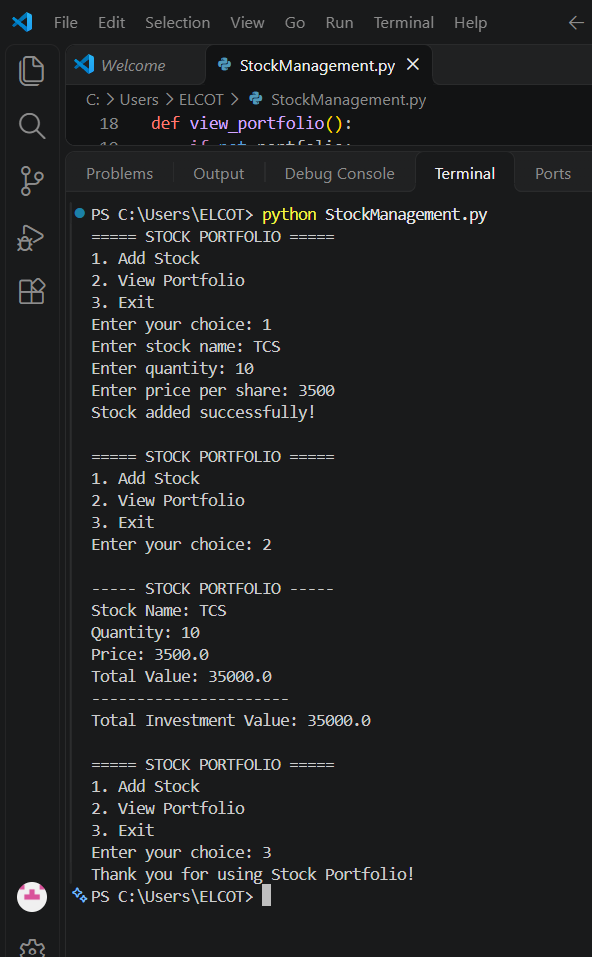 File Edit Selection View Go Run Terminal Help
Welcome StockManagement.py
C: > Users > ELCOT > StockManagement.py
18 def view_portfolio():
Problems Output Debug Console Terminal Ports
PS C:\Users\ELCOT> python StockManagement.py
===== STOCK PORTFOLIO =====
1. Add Stock
2. View Portfolio
3. Exit
Enter your choice: 1
Enter stock name: TCS
Enter quantity: 10
Enter price per share: 3500
Stock added successfully!
===== STOCK PORTFOLIO =====
1. Add Stock
2. View Portfolio
3. Exit
Enter your choice: 2
----- STOCK PORTFOLIO -----
Stock Name: TCS
Quantity: 10
Price: 3500.0
Total Value: 35000.0
----------------------
Total Investment Value: 35000.0
===== STOCK PORTFOLIO =====
1. Add Stock
2. View Portfolio
3. Exit
Enter your choice: 3
Thank you for using Stock Portfolio!
PS C:\Users\ELCOT>